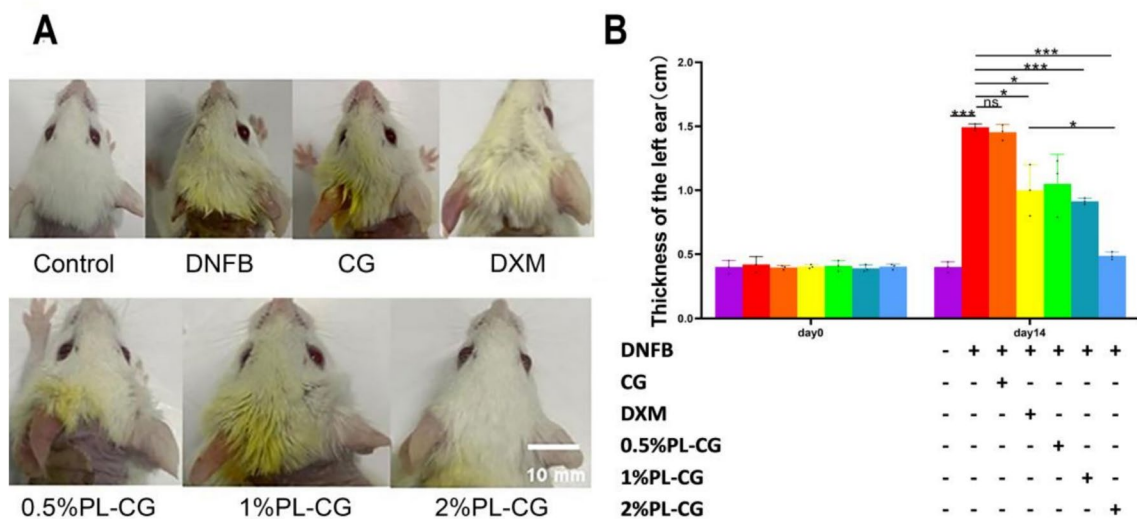 A
Control DNFB CG DXM
0.5%PL-CG 1%PL-CG 2%PL-CG
10 mm
B
Thickness of the left ear(cm)
2.0
1.5
1.0
0.5
0.0
***
***
*
*
ns
***
*
day0 day14
DNFB - + + + + + +
CG - - + - - - -
DXM - - - + - - -
0.5%PL-CG - - - - + - -
1%PL-CG - - - - - + -
2%PL-CG - - - - - - +